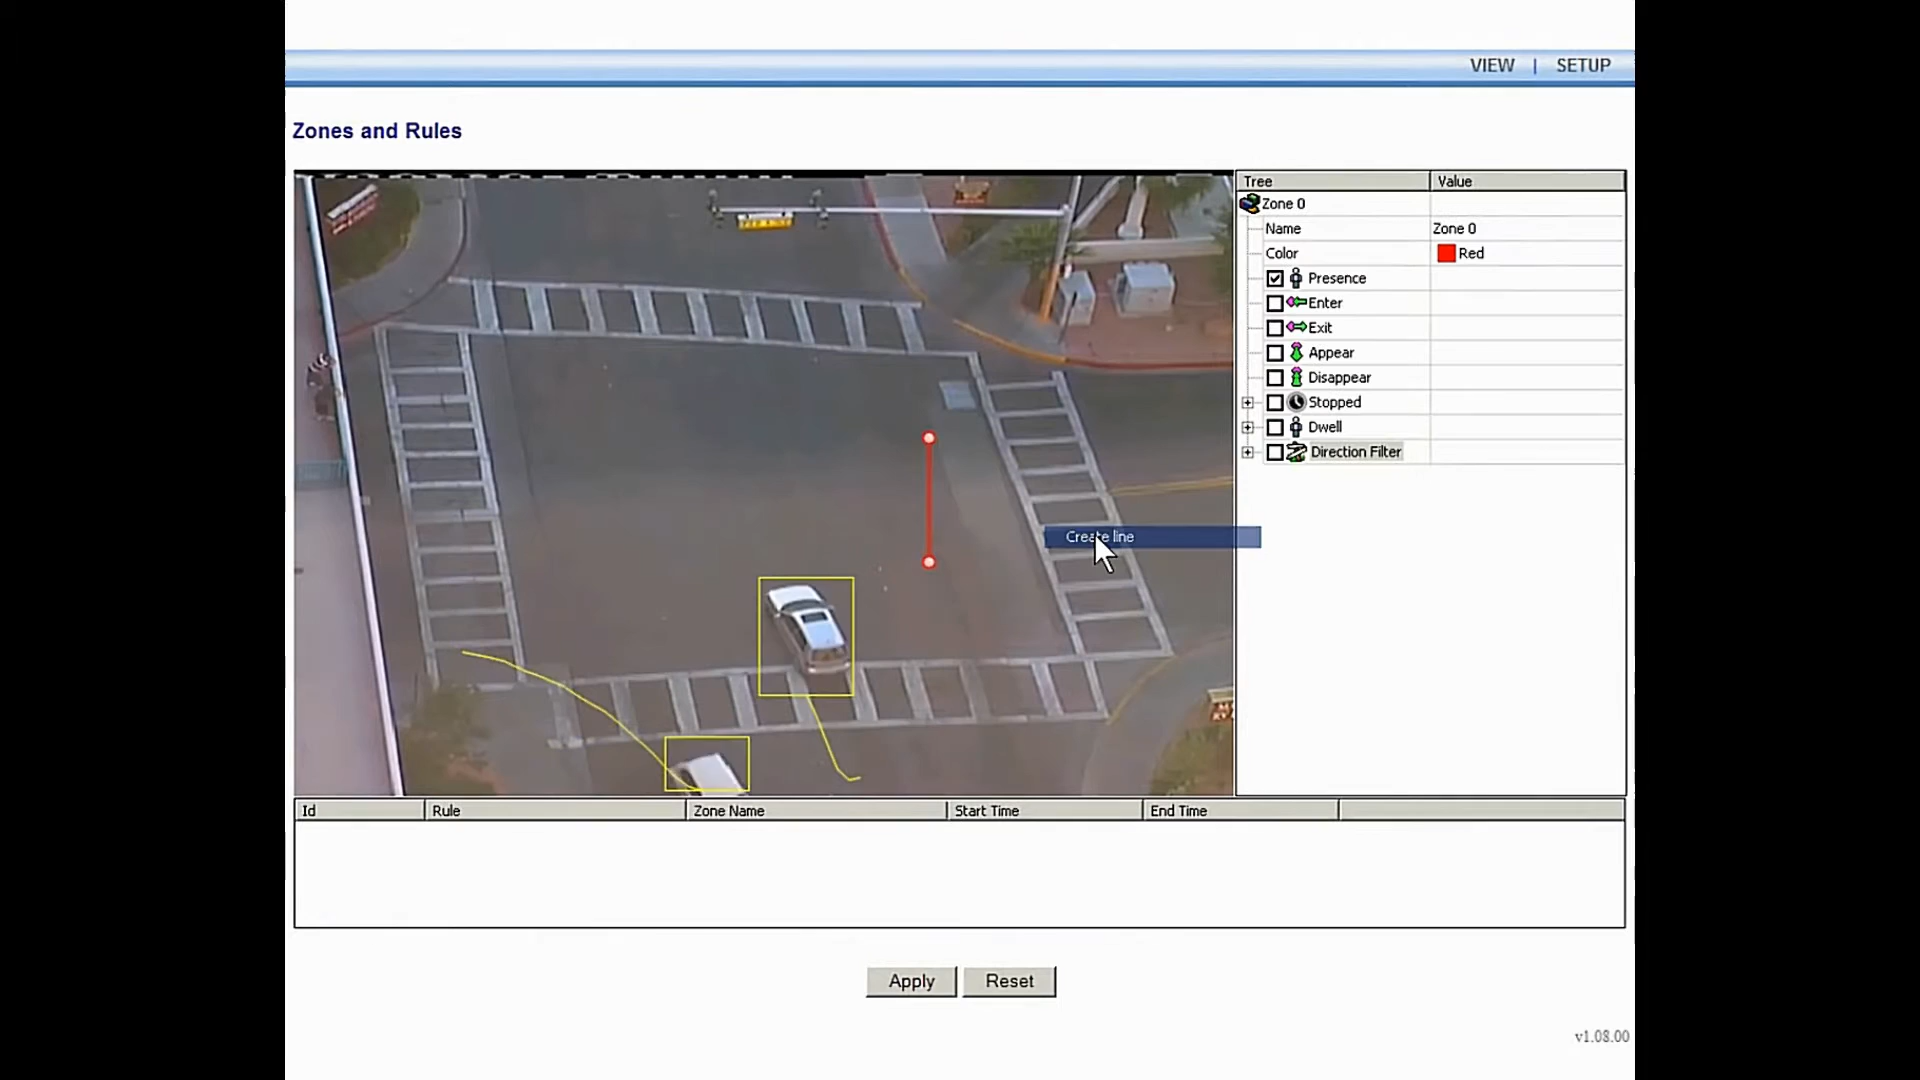 VIEW | SETUP
Zones and Rules
Tree Value
Zone 0
Name Zone 0
Color Red
Presence
Enter
Exit
Appear
Disappear
Stopped
Dwell
Direction Filter
Create line
Id Rule Zone Name Start Time End Time
Apply Reset
v1.08.00